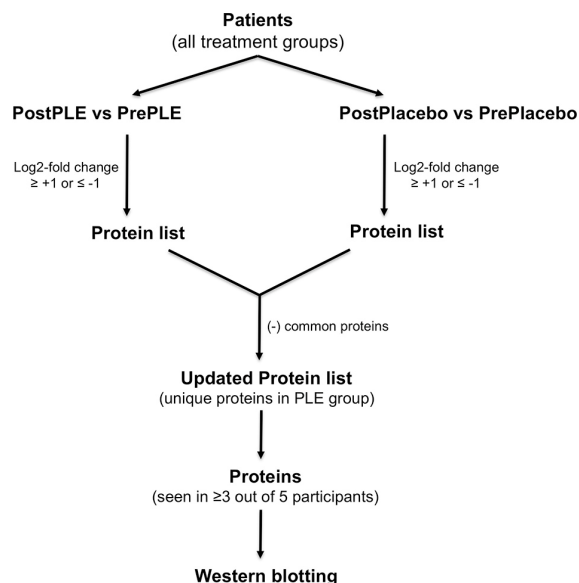 Patients
(all treatment groups)
PostPLE vs PrePLE
PostPlacebo vs PrePlacebo
Log2-fold change
≥ +1 or ≤ -1
Log2-fold change
≥ +1 or ≤ -1
Protein list
Protein list
(-) common proteins
Updated Protein list
(unique proteins in PLE group)
Proteins
(seen in ≥3 out of 5 participants)
Western blotting